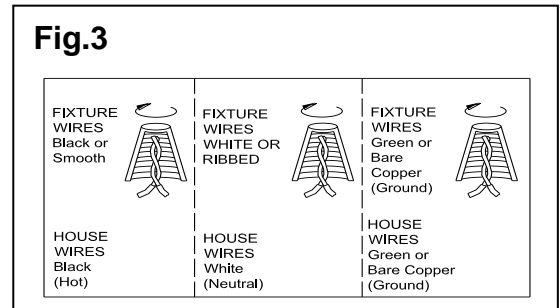 Fig.3
FIXTURE
WIRES
Black or
Smooth
HOUSE
WIRES
Black
(Hot)
FIXTURE
WIRES
WHITE OR
RIBBED
HOUSE
WIRES
White
(Neutral)
FIXTURE
WIRES
Green or
Bare
Copper
(Ground)
HOUSE
WIRES
Green or
Bare Copper
(Ground)